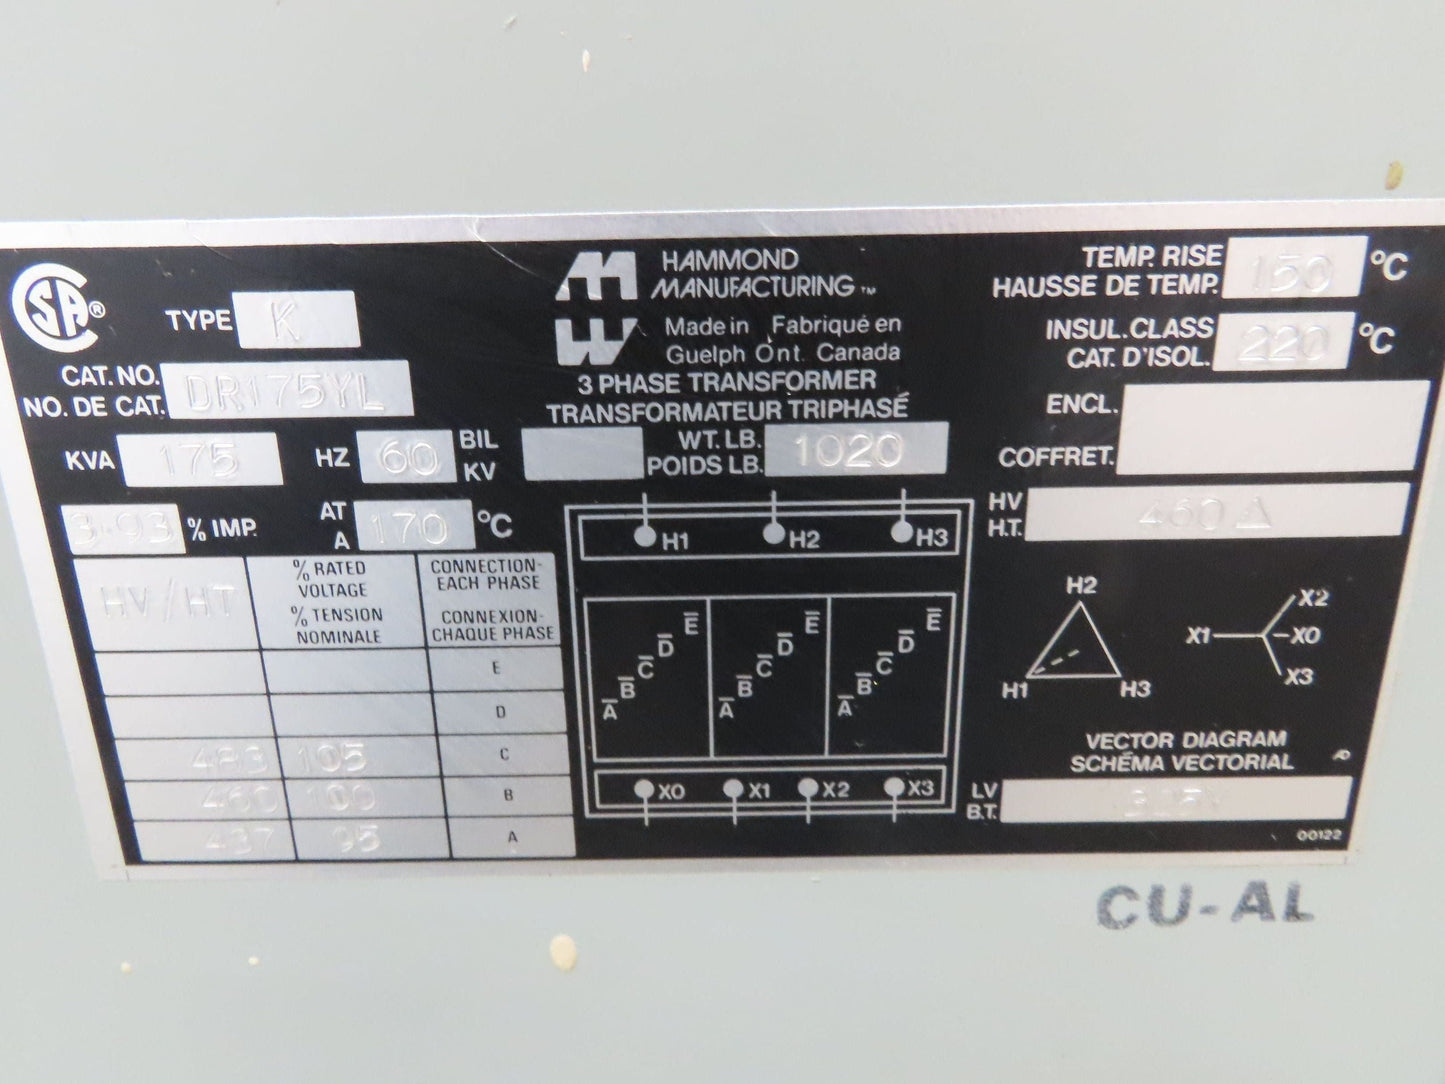 HAMMOND
MANUFACTURING TM
Made in Fabriqué en
Guelph Ont. Canada
3 PHASE TRANSFORMER
TRANSFORMATEUR TRIPHASÉ
SA ®
TYPE K
CAT. NO.
NO. DE CAT. DR175YL
KVA 175 HZ 60 BIL
KV
WT. LB.
POIDS LB. 1020
3.93 % IMP. AT
A 170 °C
TEMP. RISE
HAUSSE DE TEMP. 150 °C
INSUL. CLASS
CAT. D'ISOL. 220 °C
ENCL.
COFFRET.
HV
H.T. 460 Δ
HV/HT
% RATED
VOLTAGE
% TENSION
NOMINALE
CONNECTION-
EACH PHASE
CONNEXION-
CHAQUE PHASE
E
D
483 105 C
460 100 B
437 95 A
H1 H2 H3
E E E
D D D
C C C
B B B
A A A
X0 X1 X2 X3
H2
H1 H3
X2
X1 X0
X3
VECTOR DIAGRAM
SCHÉMA VECTORIAL
LV
B.T.
00122
CU-AL